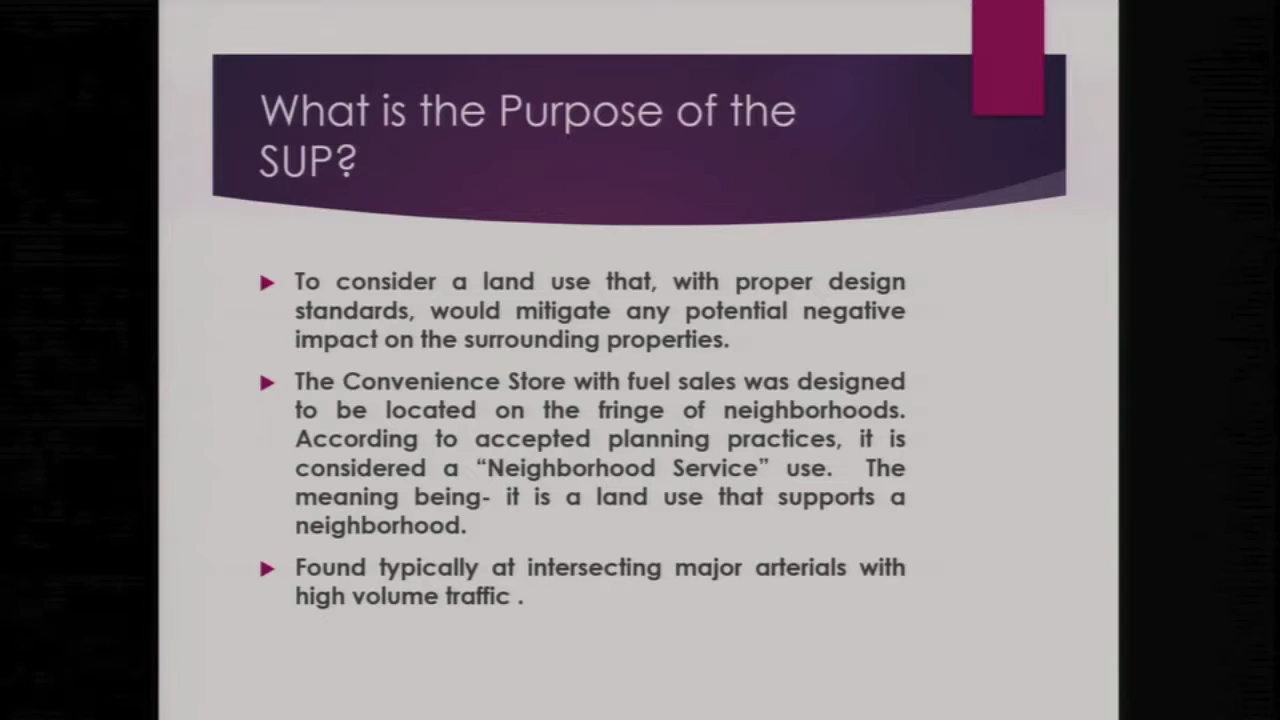 What is the Purpose of the
SUP?
To consider a land use that, with proper design
standards, would mitigate any potential negative
impact on the surrounding properties.
The Convenience Store with fuel sales was designed
to be located on the fringe of neighborhoods.
According to accepted planning practices, it is
considered a “Neighborhood Service” use. The
meaning being- it is a land use that supports a
neighborhood.
Found typically at intersecting major arterials with
high volume traffic .